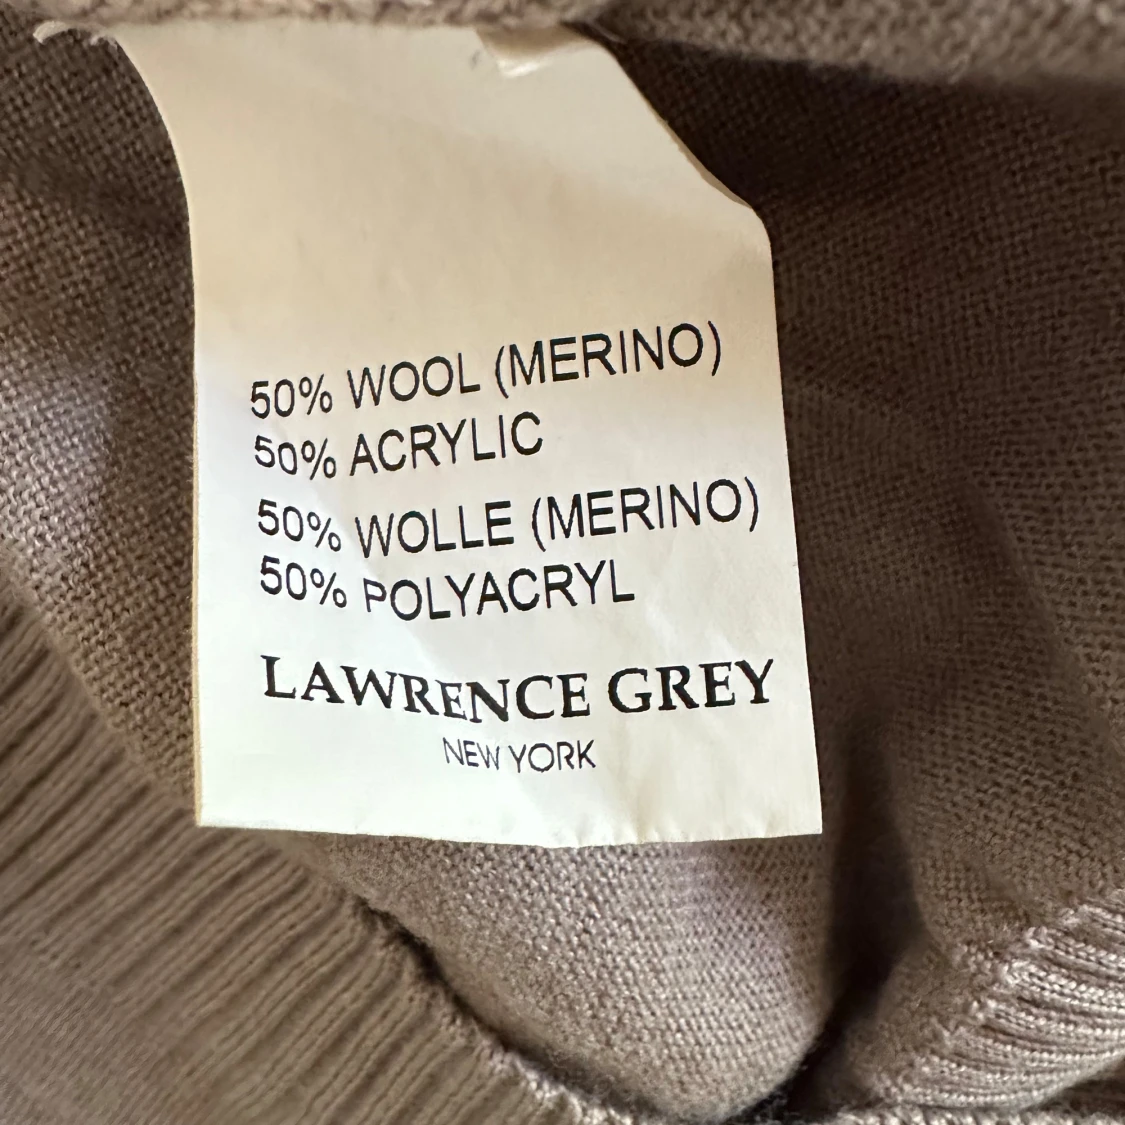 50% WOOL (MERINO)
50% ACRYLIC
50% WOLLE (MERINO)
50% POLYACRYL
LAWRENCE GREY
NEW YORK